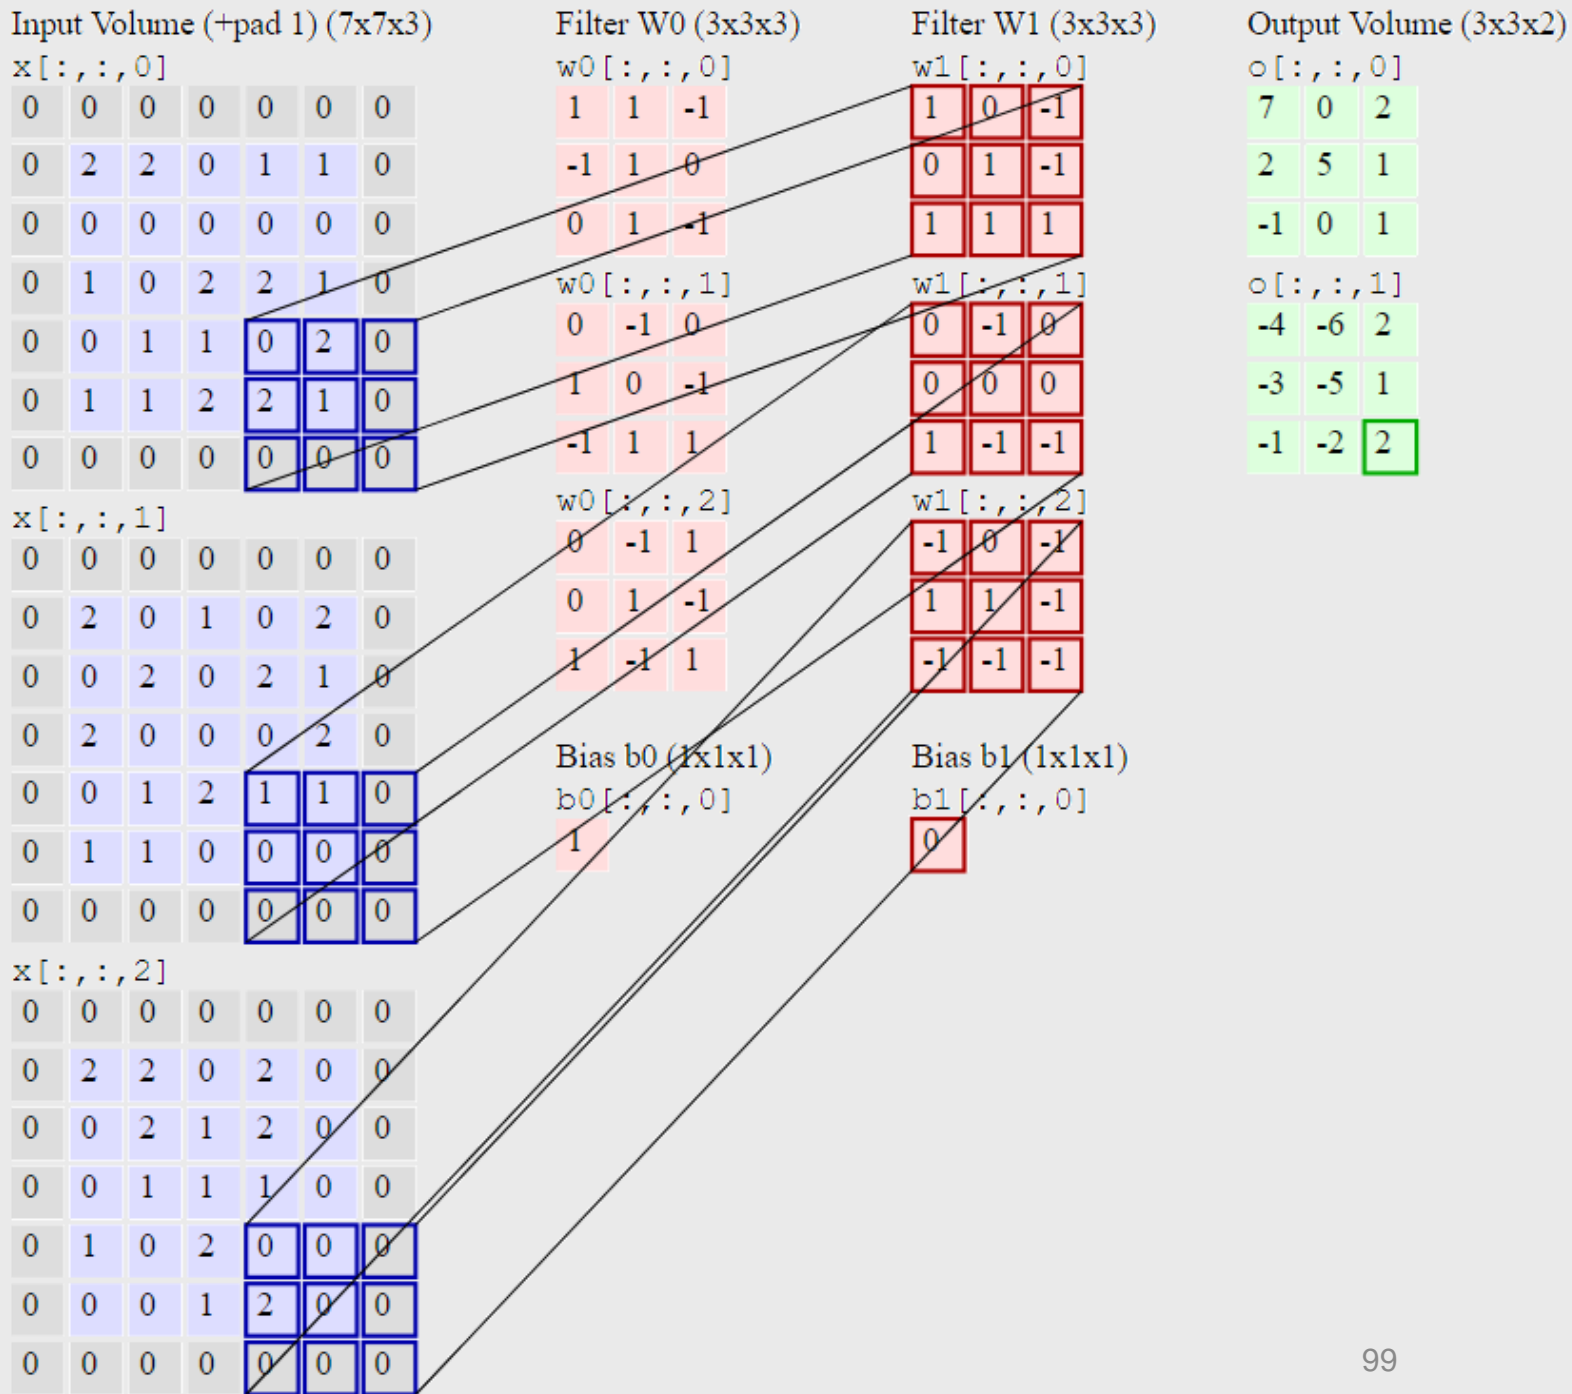 Input Volume (+pad 1) (7x7x3)
x[:,:,0]
0 0 0 0 0 0 0
0 2 2 0 1 1 0
0 0 0 0 0 0 0
0 1 0 2 2 1 0
0 0 1 1 0 2 0
0 1 1 2 2 1 0
0 0 0 0 0 0 0
x[:,:,1]
0 0 0 0 0 0 0
0 2 0 1 0 2 0
0 0 2 0 2 1 0
0 2 0 0 0 2 0
0 0 1 2 1 1 0
0 1 1 0 0 0 0
0 0 0 0 0 0 0
x[:,:,2]
0 0 0 0 0 0 0
0 2 2 0 2 0 0
0 0 2 1 2 0 0
0 0 1 1 1 0 0
0 1 0 2 0 0 0
0 0 0 1 2 0 0
0 0 0 0 0 0 0
Filter W0 (3x3x3)
w0[:,:,0]
1 1 -1
-1 1 0
0 1 -1
w0[:,:,1]
0 -1 0
1 0 -1
-1 1 1
w0[:,:,2]
0 -1 1
0 1 -1
1 -1 1
Bias b0 (1x1x1)
b0[:,:,0]
1
Filter W1 (3x3x3)
w1[:,:,0]
1 0 -1
0 1 -1
1 1 1
w1[:,:,1]
0 -1 0
0 0 0
1 -1 -1
w1[:,:,2]
-1 0 -1
1 1 -1
-1 -1 -1
Bias b1 (1x1x1)
b1[:,:,0]
0
Output Volume (3x3x2)
o[:,:,0]
7 0 2
2 5 1
-1 0 1
o[:,:,1]
-4 -6 2
-3 -5 1
-1 -2 2
99